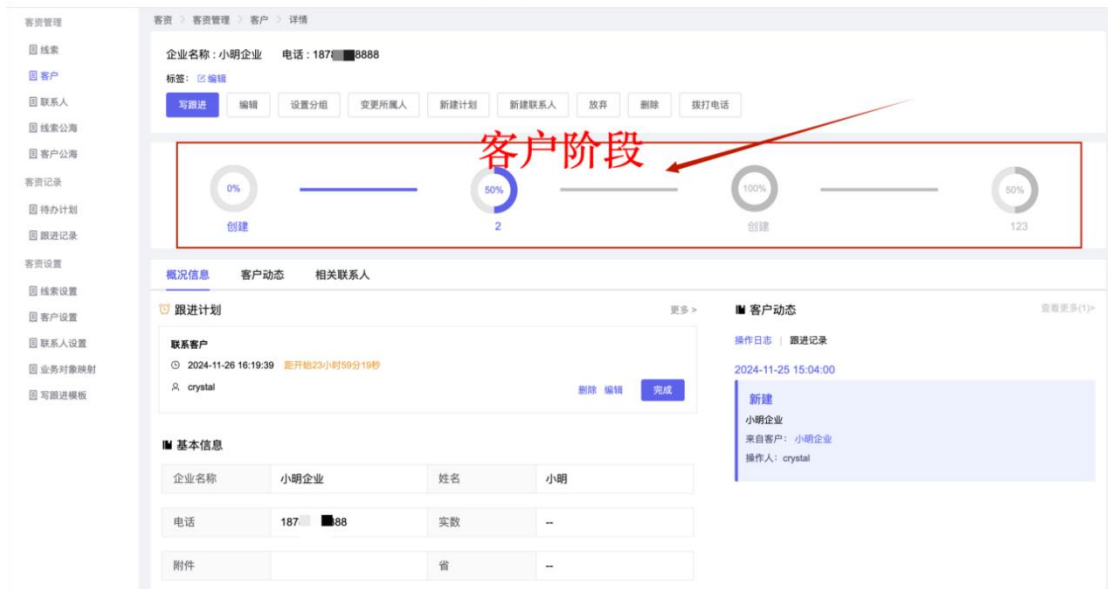 客资管理
线索
客户
联系人
线索公海
客户公海
客资记录
待办计划
跟进记录
客资设置
线索设置
客户设置
联系人设置
业务对象映射
写跟进模板
客资 > 客资管理 > 客户 > 详情
企业名称 : 小明企业 电话 : 187 8888
标签: 编辑
写跟进 编辑 设置分组 变更所属人 新建计划 新建联系人 放弃 删除 拨打电话
客户阶段
0% 50% 100% 50%
创建 2 创建 123
概况信息 客户动态 相关联系人
跟进计划 更多 >
联系客户
2024-11-26 16:19:39 距开始23小时59分19秒
crystal
删除 编辑 完成
基本信息
企业名称 小明企业 姓名 小明
电话 187 888 实数 --
附件 省 --
客户动态 查看更多(1)>
操作日志 | 跟进记录
2024-11-25 15:04:00
新建
小明企业
来自客户: 小明企业
操作人: crystal